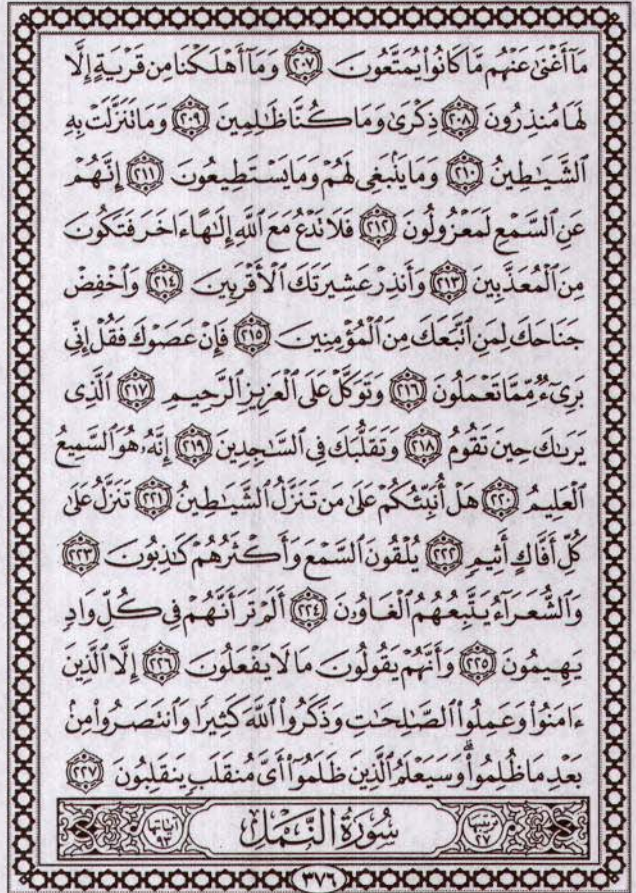 مَآ أَغْنَىٰ عَنْهُم مَّا كَانُوا۟ يُمَتَّعُونَ ٢٠٧ وَمَآ أَهْلَكْنَا مِن قَرْيَةٍ إِلَّا
لَهَا مُنذِرُونَ ٢٠٨ ذِكْرَىٰ وَمَا كُنَّا ظَـٰلِمِينَ ٢٠٩ وَمَا تَنَزَّلَتْ بِهِ
ٱلشَّيَـٰطِينُ ٢١٠ وَمَا يَنۢبَغِى لَهُمْ وَمَا يَسْتَطِيعُونَ ٢١١ إِنَّهُمْ
عَنِ ٱلسَّمْعِ لَمَعْزُولُونَ ٢١٢ فَلَا تَدْعُ مَعَ ٱللَّهِ إِلَـٰهًا ءَاخَرَ فَتَكُونَ
مِنَ ٱلْمُعَذَّبِينَ ٢١٣ وَأَنذِرْ عَشِيرَتَكَ ٱلْأَقْرَبِينَ ٢١٤ وَٱخْفِضْ
جَنَاحَكَ لِمَنِ ٱتَّبَعَكَ مِنَ ٱلْمُؤْمِنِينَ ٢١٥ فَإِنْ عَصَوْكَ فَقُلْ إِنِّى
بَرِىٓءٌ مِّمَّا تَعْمَلُونَ ٢١٦ وَتَوَكَّلْ عَلَى ٱلْعَزِيزِ ٱلرَّحِيمِ ٢١٧ ٱلَّذِى
يَرَىٰكَ حِينَ تَقُومُ ٢١٨ وَتَقَلُّبَكَ فِى ٱلسَّـٰجِدِينَ ٢١٩ إِنَّهُۥ هُوَ ٱلسَّمِيعُ
ٱلْعَلِيمُ ٢٢٠ هَلْ أُنَبِّئُكُمْ عَلَىٰ مَن تَنَزَّلُ ٱلشَّيَـٰطِينُ ٢٢١ تَنَزَّلُ عَلَىٰ
كُلِّ أَفَّاكٍ أَثِيمٍ ٢٢٢ يُلْقُونَ ٱلسَّمْعَ وَأَكْثَرُهُمْ كَـٰذِبُونَ ٢٢٣
وَٱلشُّعَرَآءُ يَتَّبِعُهُمُ ٱلْغَاوُۥنَ ٢٢٤ أَلَمْ تَرَ أَنَّهُمْ فِى كُلِّ وَادٍ
يَهِيمُونَ ٢٢٥ وَأَنَّهُمْ يَقُولُونَ مَا لَا يَفْعَلُونَ ٢٢٦ إِلَّا ٱلَّذِينَ
ءَامَنُوا۟ وَعَمِلُوا۟ ٱلصَّـٰلِحَـٰتِ وَذَكَرُوا۟ ٱللَّهَ كَثِيرًا وَٱنتَصَرُوا۟ مِنۢ
بَعْدِ مَا ظُلِمُوا۟ ۗ وَسَيَعْلَمُ ٱلَّذِينَ ظَلَمُوٓا۟ أَىَّ مُنقَلَبٍ يَنقَلِبُونَ ٢٢٧
ترتيبها ٢٧ سُورَةُ النَّمْلِ آياتها ٩٣
٣٧٦